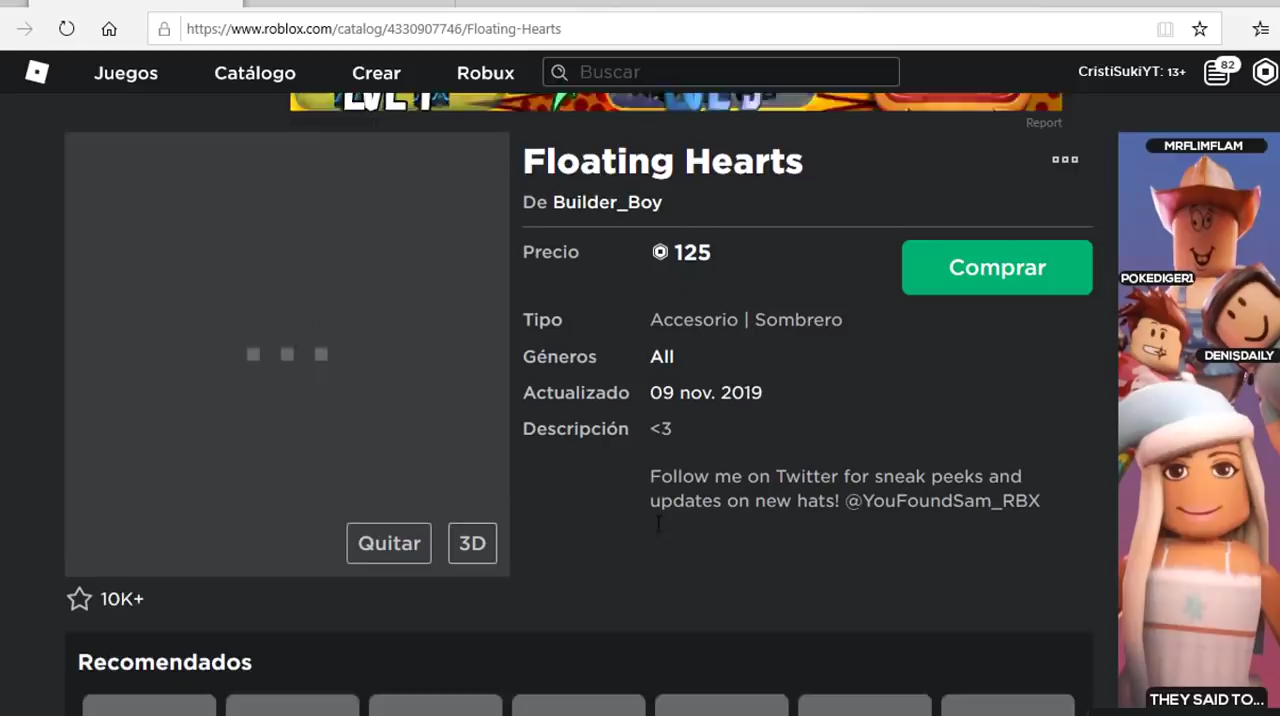 https://www.roblox.com/catalog/4330907746/Floating-Hearts
Juegos Catálogo Crear Robux Buscar CristiSukiYT: 13+ 82
Report
Floating Hearts
De Builder_Boy
Precio 125
Comprar
Tipo Accesorio | Sombrero
Géneros All
Actualizado 09 nov. 2019
Descripción <3
Follow me on Twitter for sneak peeks and
updates on new hats! @YouFoundSam_RBX
Quitar 3D
10K+
Recomendados
MRFLIMFLAM
POKEDIGER1
DENISDAILY
THEY SAID TO...